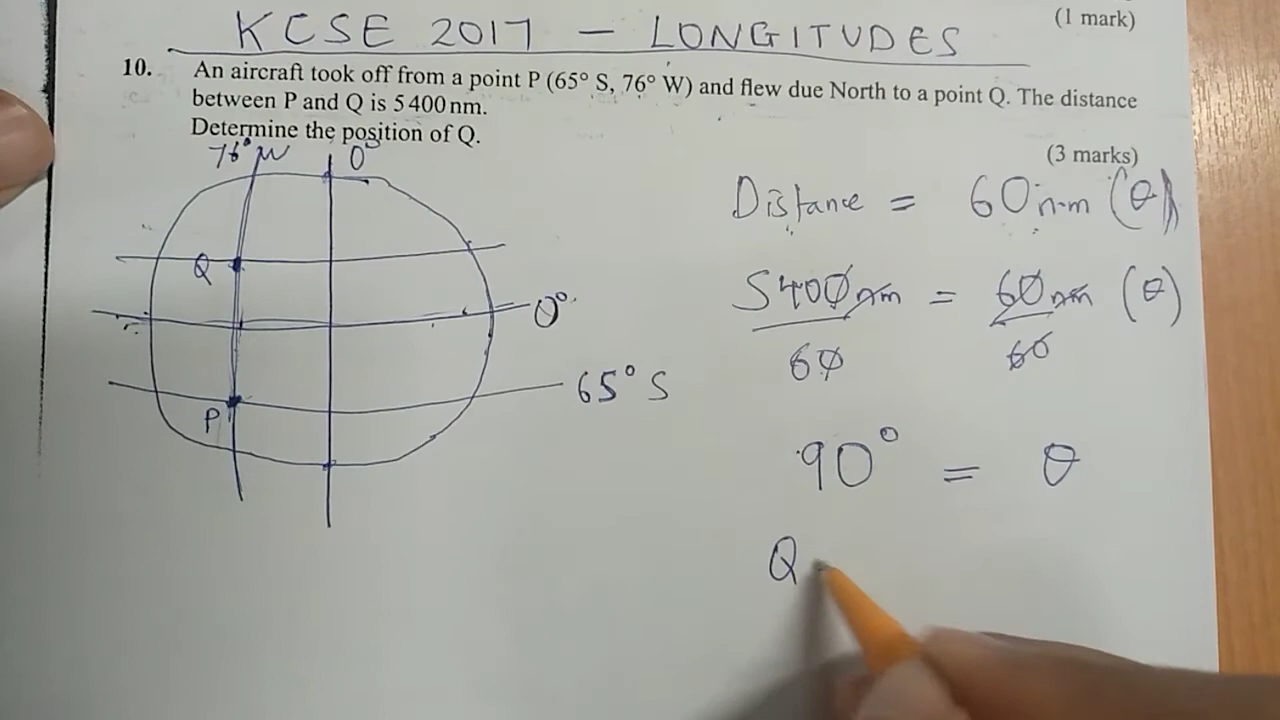 (1 mark)
KCSE 2017 – LONGITUDES
10. An aircraft took off from a point P (65° S, 76° W) and flew due North to a point Q. The distance
between P and Q is 5 400 nm.
Determine the position of Q.
(3 marks)
76° W 0°
Q
0°
65° S
P
Distance = 60 n.m (θ)
5400 nm = 60 nm (θ)
60 60
90° = θ
Q